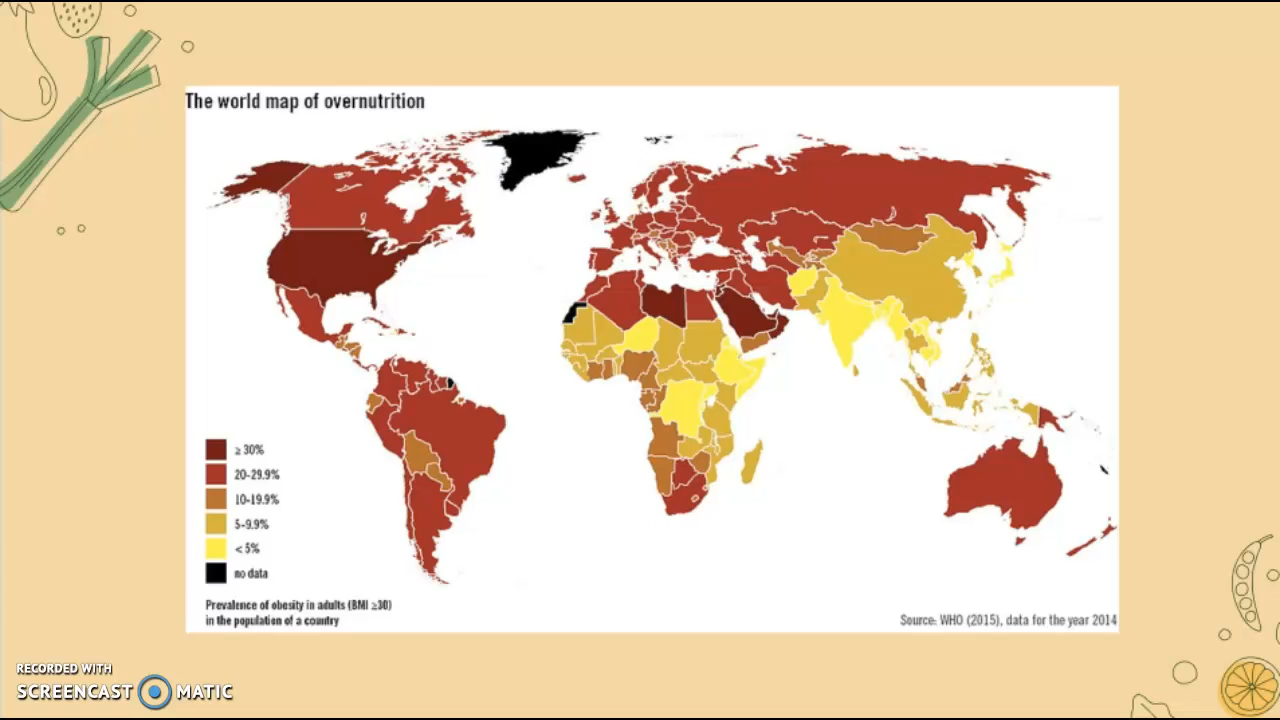 The world map of overnutrition
≥ 30%
20-29.9%
10-19.9%
5-9.9%
< 5%
no data
Prevalence of obesity in adults (BMI ≥30)
in the population of a country
Source: WHO (2015), data for the year 2014
RECORDED WITH
SCREENCAST MATIC